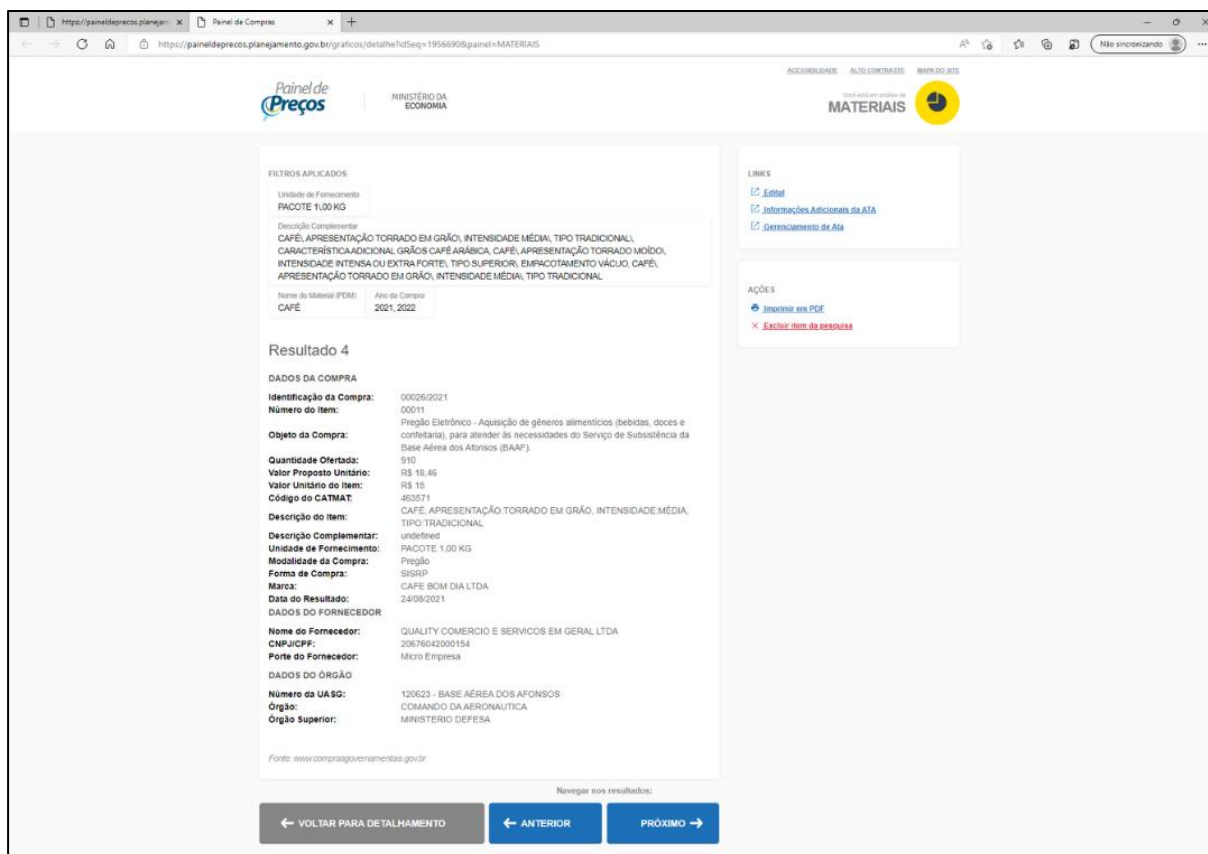 https://paineldeprecos.planejam
Painel de Compras
https://paineldeprecos.planejamento.gov.br/graficos/detalhe?idSeq=1956690&painel=MATERIAIS
Não sincronizando
ACESSIBILIDADE ALTO CONTRASTE MAPA DO SITE
Painel de
Preços
MINISTÉRIO DA
ECONOMIA
Você está em análise de
MATERIAIS
FILTROS APLICADOS
Unidade de Fornecimento
PACOTE 1\,00 KG
Descrição Complementar
CAFÉ\, APRESENTAÇÃO TORRADO EM GRÃO\, INTENSIDADE MÉDIA\, TIPO TRADICIONAL\,
CARACTERÍSTICA ADICIONAL GRÃOS CAFÉ ARÁBICA, CAFÉ\, APRESENTAÇÃO TORRADO MOÍDO\,
INTENSIDADE INTENSA OU EXTRA FORTE\, TIPO SUPERIOR\, EMPACOTAMENTO VÁCUO, CAFÉ\,
APRESENTAÇÃO TORRADO EM GRÃO\, INTENSIDADE MÉDIA\, TIPO TRADICIONAL
Nome do Material (PDM) Ano da Compra
CAFÉ 2021, 2022
Resultado 4
DADOS DA COMPRA
Identificação da Compra: 00026/2021
Número do Item: 00011
Objeto da Compra: Pregão Eletrônico - Aquisição de gêneros alimentícios (bebidas, doces e
confeitaria), para atender às necessidades do Serviço de Subsistência da
Base Aérea dos Afonsos (BAAF).
Quantidade Ofertada: 910
Valor Proposto Unitário: R$ 18,46
Valor Unitário do Item: R$ 15
Código do CATMAT: 463571
Descrição do Item: CAFÉ, APRESENTAÇÃO:TORRADO EM GRÃO, INTENSIDADE:MÉDIA,
TIPO:TRADICIONAL
Descrição Complementar: undefined
Unidade de Fornecimento: PACOTE 1,00 KG
Modalidade da Compra: Pregão
Forma de Compra: SISRP
Marca: CAFE BOM DIA LTDA
Data do Resultado: 24/08/2021
DADOS DO FORNECEDOR
Nome do Fornecedor: QUALITY COMERCIO E SERVICOS EM GERAL LTDA
CNPJ/CPF: 20676042000154
Porte do Fornecedor: Micro Empresa
DADOS DO ÓRGÃO
Número da UASG: 120623 - BASE AÉREA DOS AFONSOS
Órgão: COMANDO DA AERONAUTICA
Órgão Superior: MINISTERIO DEFESA
Fonte: www.comprasgovernamentais.gov.br
LINKS
Edital
Informações Adicionais da ATA
Gerenciamento de Ata
AÇÕES
Imprimir em PDF
Excluir item da pesquisa
Navegar nos resultados:
VOLTAR PARA DETALHAMENTO
ANTERIOR
PRÓXIMO